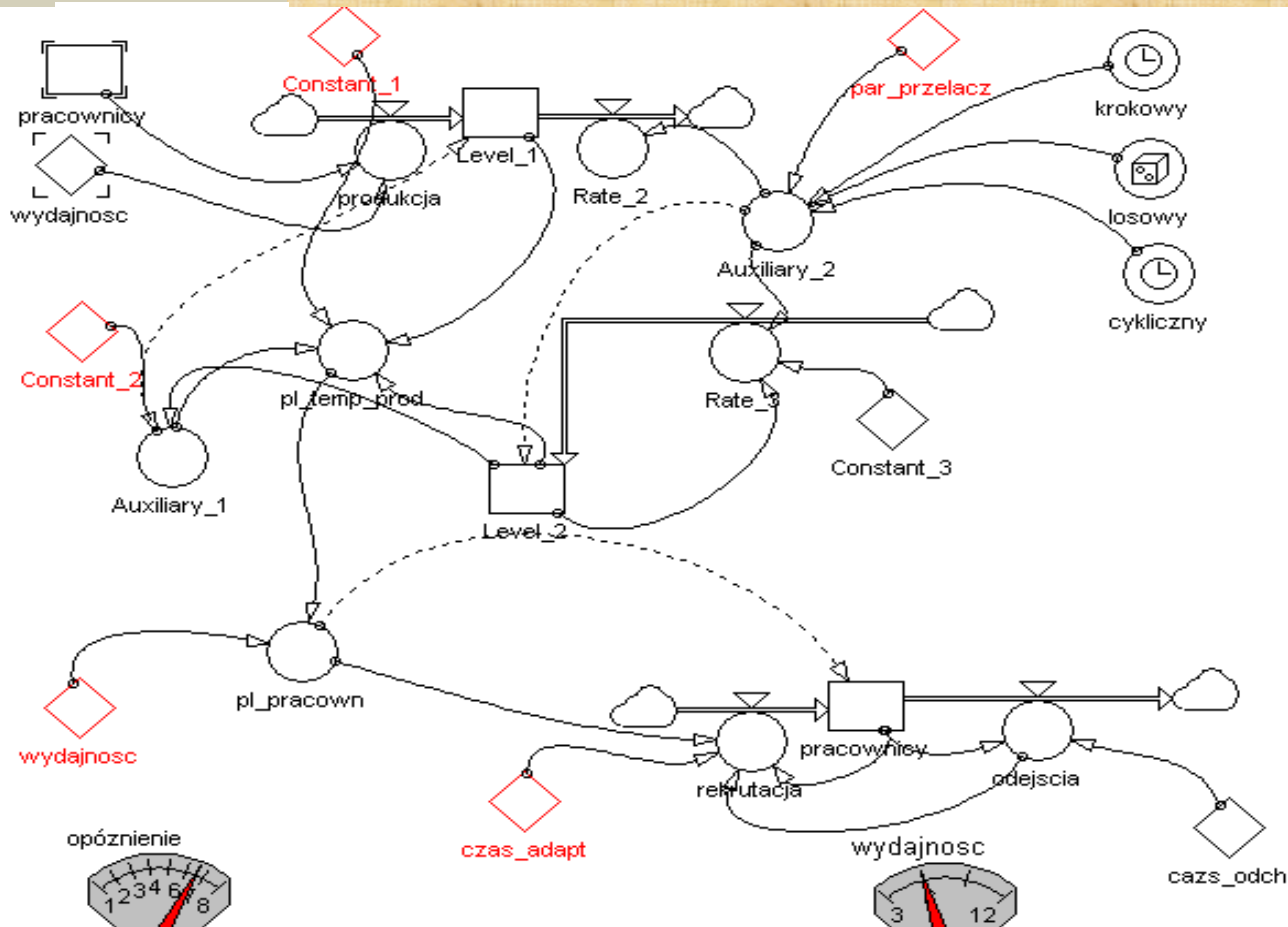 Constant_1
par_przelacz
krokowy
pracownicy
Level_1
produkcja
Rate_2
losowy
wydajnosc
Auxiliary_2
cykliczny
Constant_2
pl_temp_prod
Rate_3
Constant_3
Auxiliary_1
Level_2
pl_pracown
wydajnosc
pracownicy
rekrutacja
odejscia
czas_adapt
cazs_odch
opóznienie
1 2 3 4 6 7 8
wydajnosc
3 12